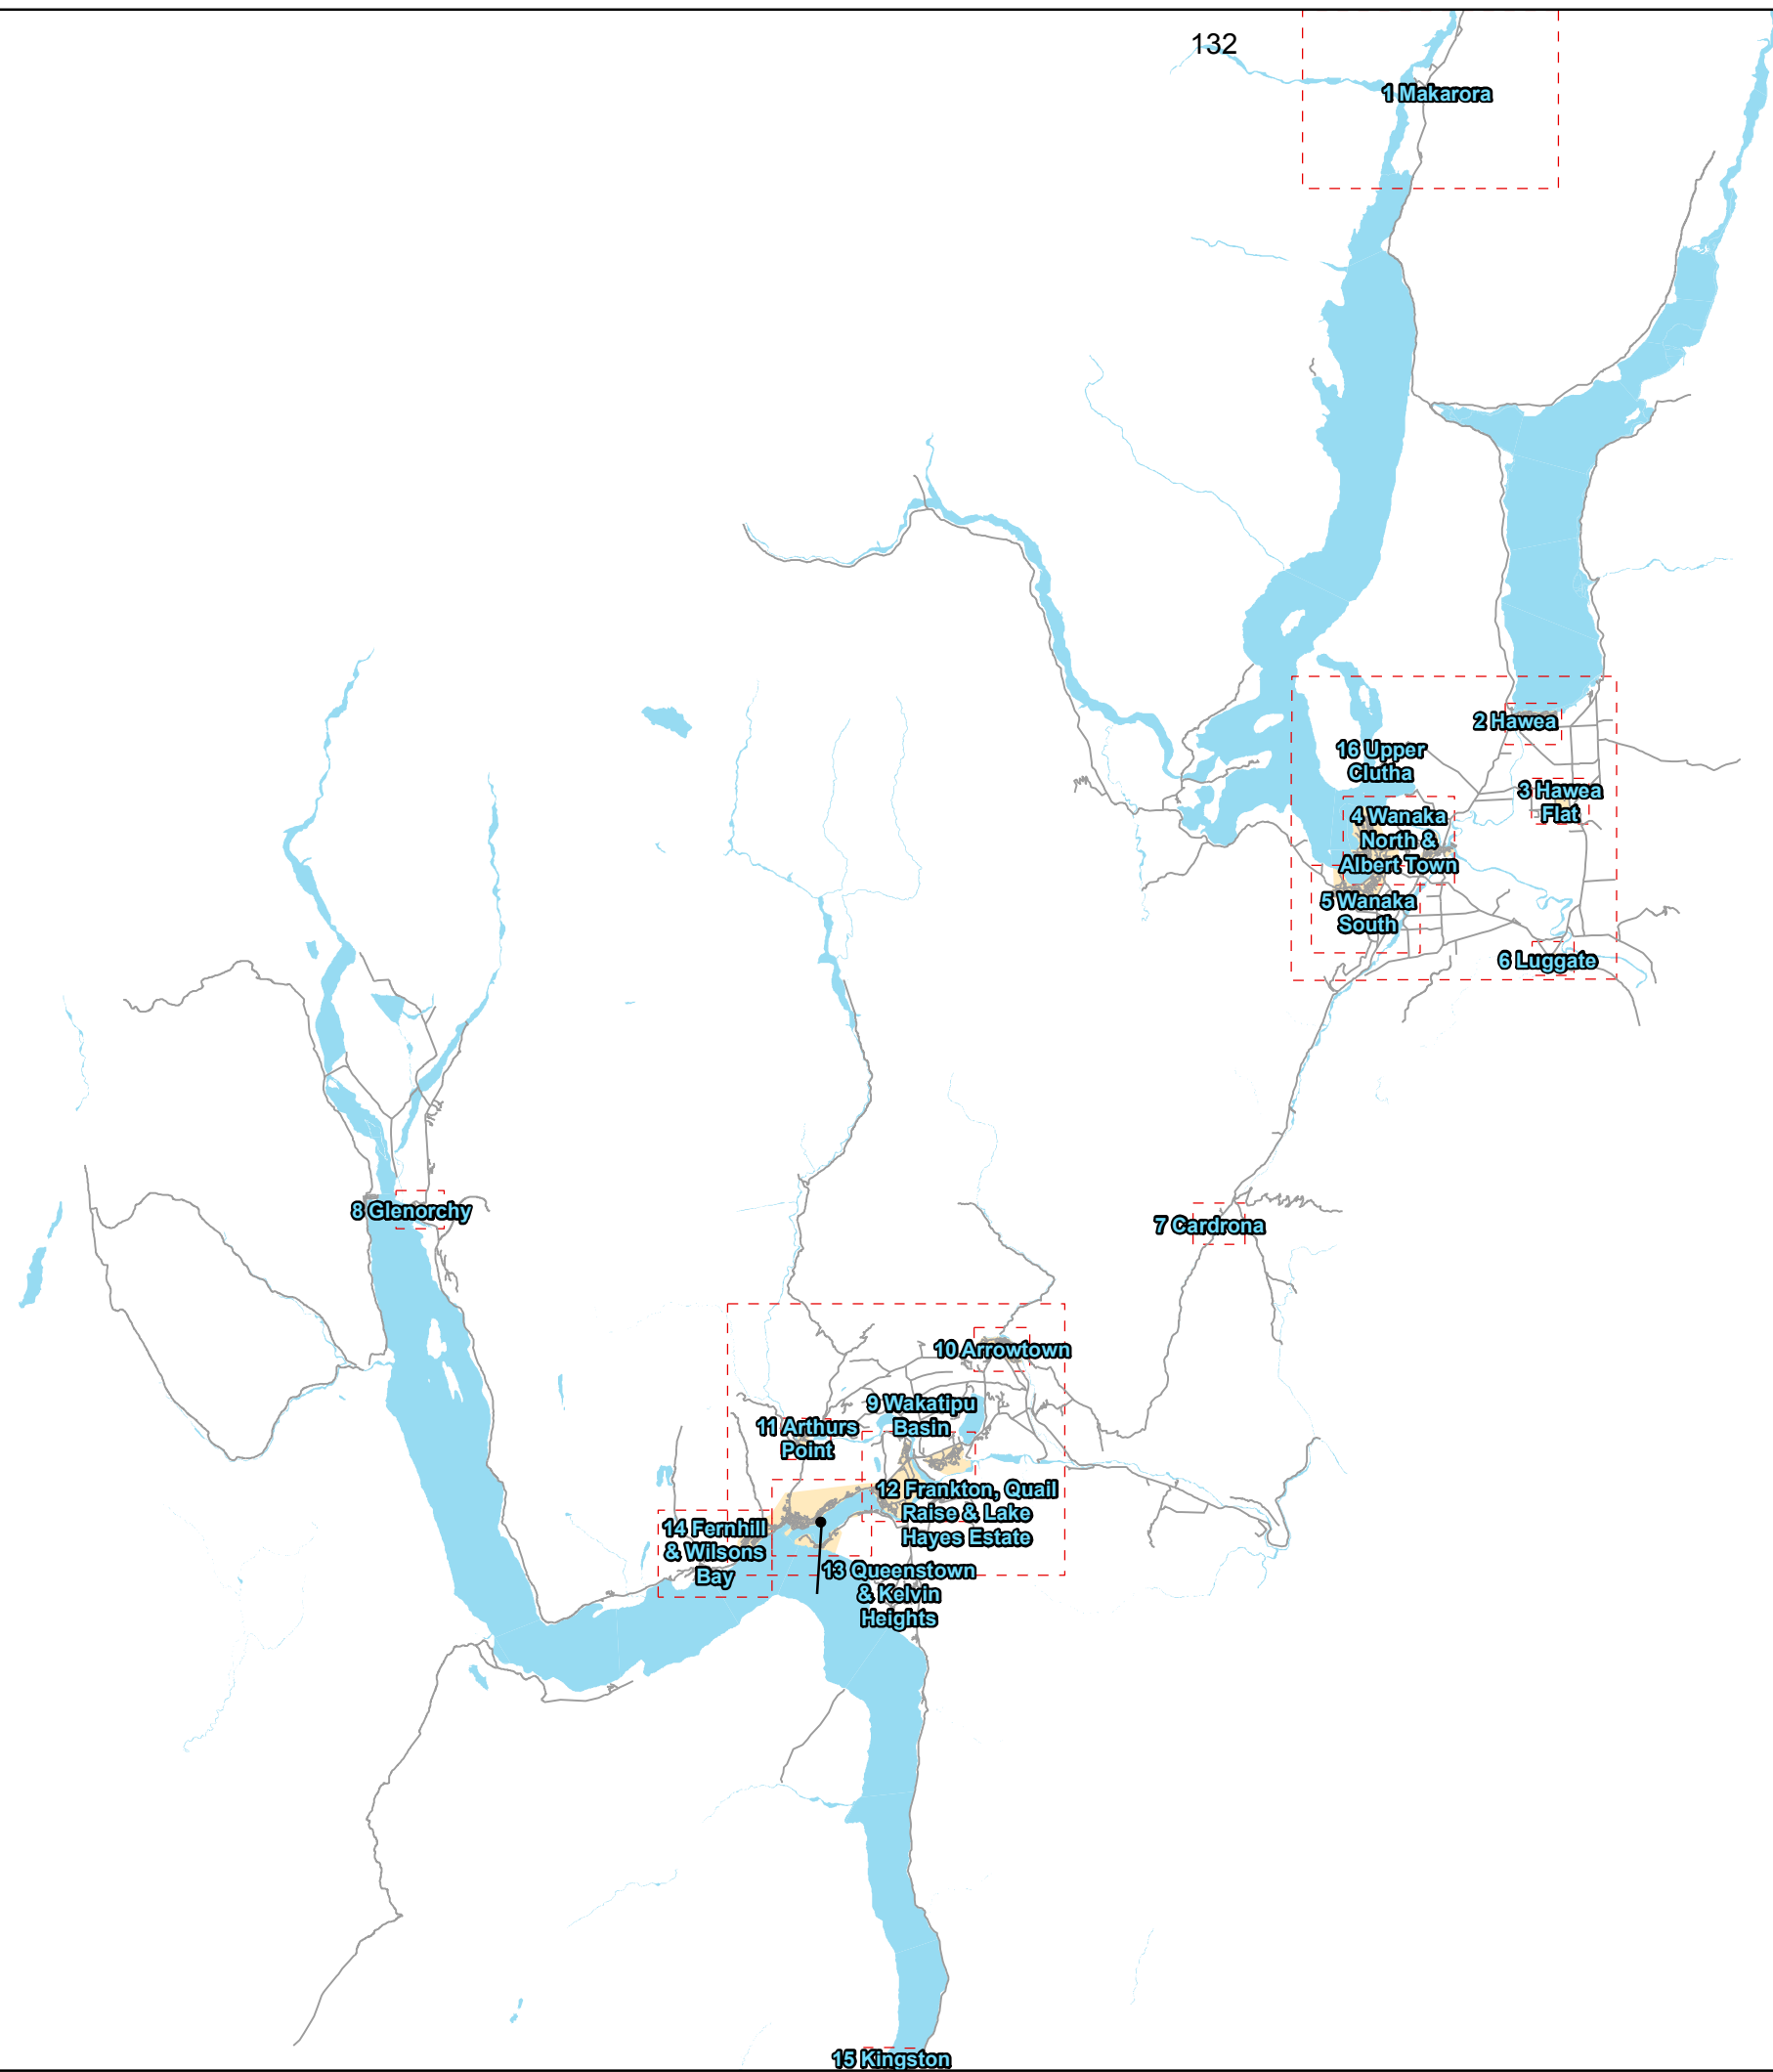 132
1 Makarora
2 Hawea
16 Upper
Clutha
3 Hawea
Flat
4 Wanaka
North &
Albert Town
5 Wanaka
South
6 Luggate
8 Glenorchy
7 Cardrona
10 Arrowtown
9 Wakatipu
Basin
11 Arthurs
Point
12 Frankton, Quail
Raise & Lake
Hayes Estate
14 Fernhill
& Wilsons
Bay
13 Queenstown
& Kelvin
Heights
15 Kingston